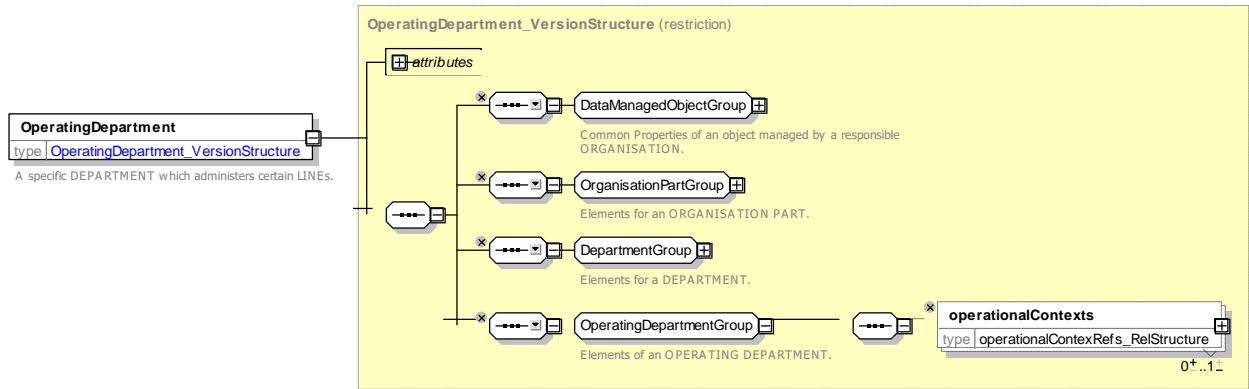 OperatingDepartment_VersionStructure (restriction)
attributes
DataManagedObjectGroup
Common Properties of an object managed by a responsible
ORGANISATION.
OperatingDepartment
type OperatingDepartment_VersionStructure
A specific DEPARTMENT which administers certain LINEs.
OrganisationPartGroup
Elements for an ORGANISATION PART.
DepartmentGroup
Elements for a DEPARTMENT.
OperatingDepartmentGroup
Elements of an OPERATING DEPARTMENT.
operationalContexts
type operationalContexRefs_RelStructure
0..1